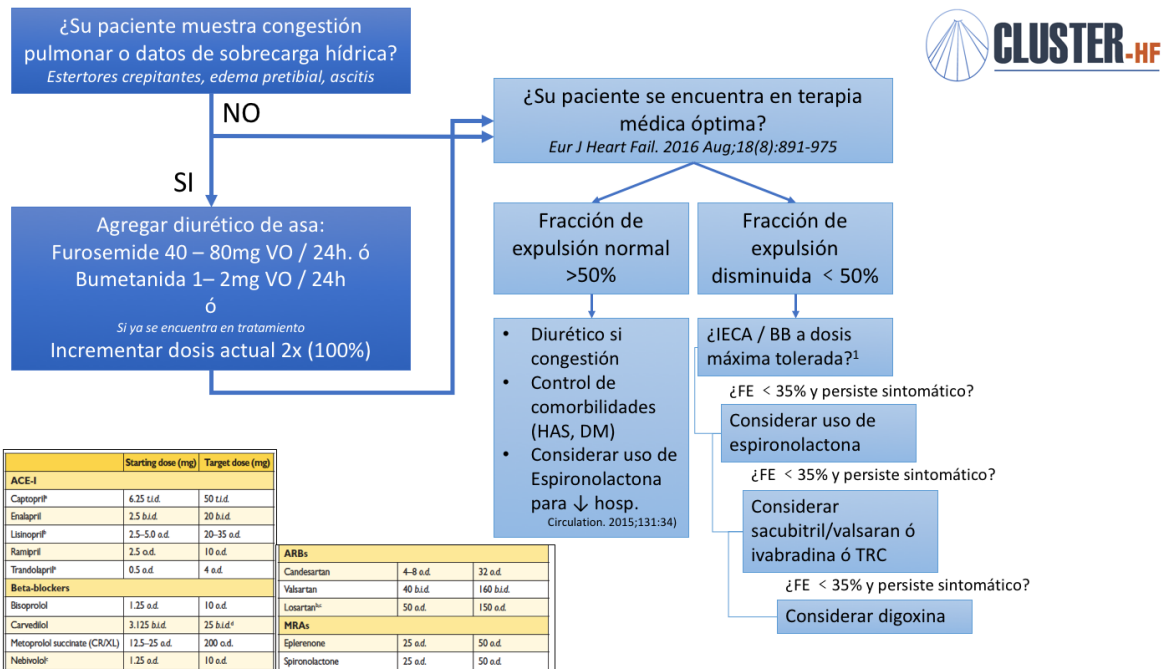 ¿Su paciente muestra congestión
pulmonar o datos de sobrecarga hídrica?
Estertores crepitantes, edema pretibial, ascitis
CLUSTER-HF
NO
SI
¿Su paciente se encuentra en terapia
médica óptima?
Eur J Heart Fail. 2016 Aug;18(8):891-975
Agregar diurético de asa:
Furosemide 40 – 80mg VO / 24h. ó
Bumetanida 1– 2mg VO / 24h
ó
Si ya se encuentra en tratamiento
Incrementar dosis actual 2x (100%)
Fracción de
expulsión normal
>50%
Fracción de
expulsión
disminuida < 50%
• Diurético si
congestión
• Control de
comorbilidades
(HAS, DM)
• Considerar uso de
Espironolactona
para ↓ hosp.
Circulation. 2015;131:34)
¿IECA / BB a dosis
máxima tolerada?¹
¿FE < 35% y persiste sintomático?
Considerar uso de
espironolactona
¿FE < 35% y persiste sintomático?
Considerar
sacubitril/valsaran ó
ivabradina ó TRC
¿FE < 35% y persiste sintomático?
Considerar digoxina
Starting dose (mg) Target dose (mg)
ACE-I
Captoprilᵇ 6.25 t.i.d. 50 t.i.d.
Enalapril 2.5 b.i.d. 20 b.i.d.
Lisinoprilᵇ 2.5–5.0 o.d. 20–35 o.d.
Ramipril 2.5 o.d. 10 o.d.
Trandolaprilᵃ 0.5 o.d. 4 o.d.
Beta-blockers
Bisoprolol 1.25 o.d. 10 o.d.
Carvedilol 3.125 b.i.d. 25 b.i.d.ᵈ
Metoprolol succinate (CR/XL) 12.5–25 o.d. 200 o.d.
Nebivololᶜ 1.25 o.d. 10 o.d.
ARBs
Candesartan 4–8 o.d. 32 o.d.
Valsartan 40 b.i.d. 160 b.i.d.
Losartanᵇ,ᶜ 50 o.d. 150 o.d.
MRAs
Eplerenone 25 o.d. 50 o.d.
Spironolactone 25 o.d. 50 o.d.